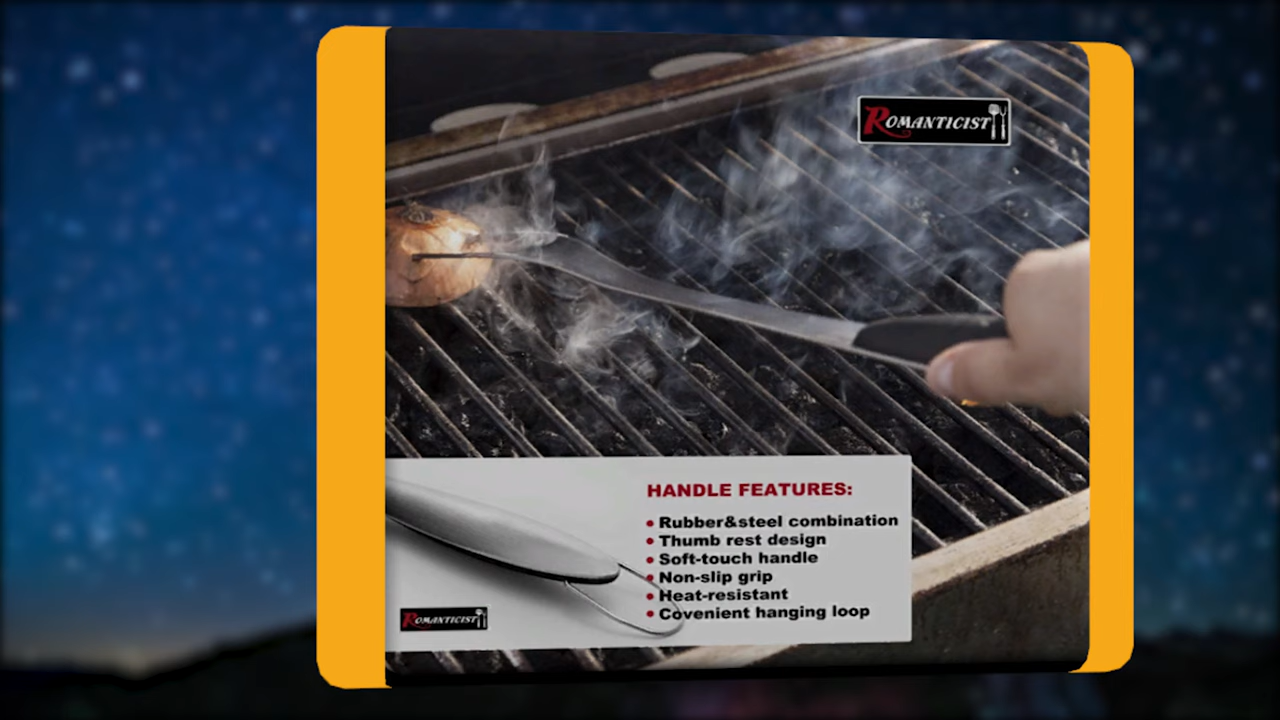 ROMANTICIST
HANDLE FEATURES:
• Rubber&steel combination
• Thumb rest design
• Soft-touch handle
• Non-slip grip
• Heat-resistant
• Covenient hanging loop
ROMANTICIST